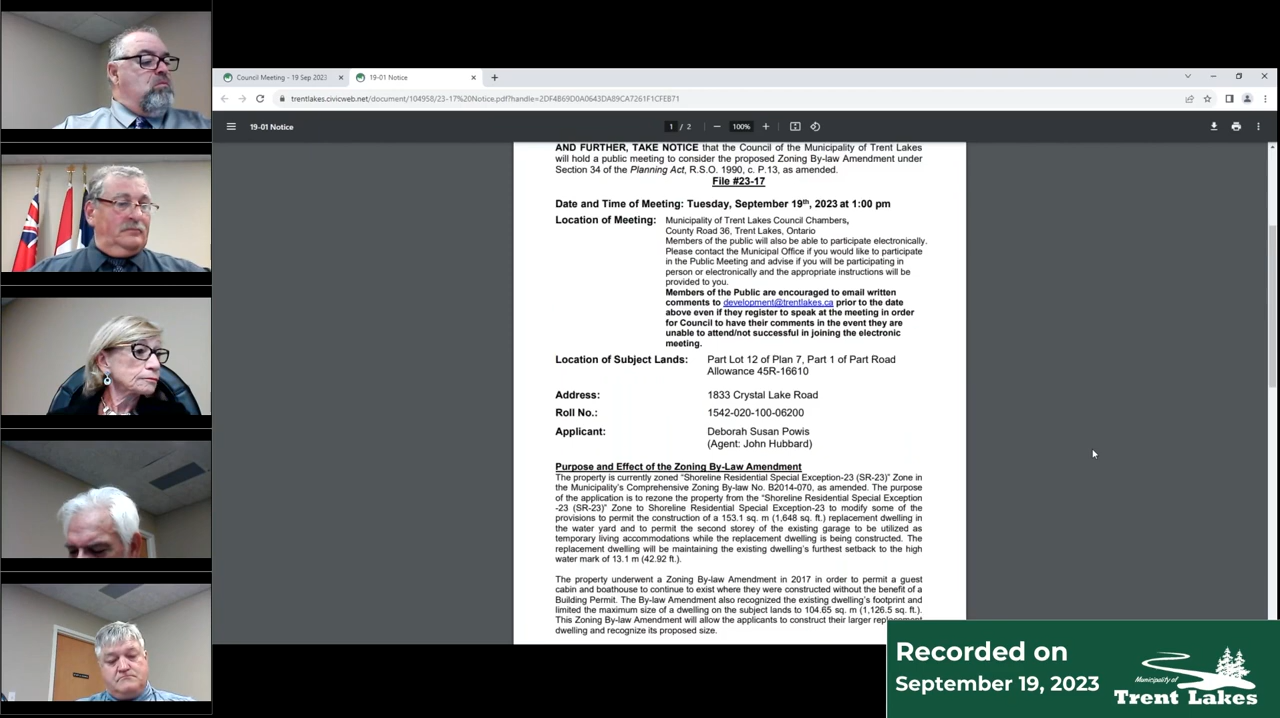 Council Meeting - 19 Sep 2023
19-01 Notice
trentlakes.civicweb.net/document/104958/23-17%20Notice.pdf?handle=2DF4B69D0A0643DA89CA7261F1CFEB71
19-01 Notice
1 / 2
100%
AND FURTHER, TAKE NOTICE that the Council of the Municipality of Trent Lakes
will hold a public meeting to consider the proposed Zoning By-law Amendment under
Section 34 of the Planning Act, R.S.O. 1990, c. P.13, as amended.
File #23-17
Date and Time of Meeting: Tuesday, September 19th, 2023 at 1:00 pm
Location of Meeting: Municipality of Trent Lakes Council Chambers,
County Road 36, Trent Lakes, Ontario
Members of the public will also be able to participate electronically.
Please contact the Municipal Office if you would like to participate
in the Public Meeting and advise if you will be participating in
person or electronically and the appropriate instructions will be
provided to you.
Members of the Public are encouraged to email written
comments to development@trentlakes.ca prior to the date
above even if they register to speak at the meeting in order
for Council to have their comments in the event they are
unable to attend/not successful in joining the electronic
meeting.
Location of Subject Lands: Part Lot 12 of Plan 7, Part 1 of Part Road
Allowance 45R-16610
Address: 1833 Crystal Lake Road
Roll No.: 1542-020-100-06200
Applicant: Deborah Susan Powis
(Agent: John Hubbard)
Purpose and Effect of the Zoning By-Law Amendment
The property is currently zoned “Shoreline Residential Special Exception-23 (SR-23)” Zone in
the Municipality’s Comprehensive Zoning By-law No. B2014-070, as amended. The purpose
of the application is to rezone the property from the “Shoreline Residential Special Exception
-23 (SR-23)” Zone to Shoreline Residential Special Exception-23 to modify some of the
provisions to permit the construction of a 153.1 sq. m (1,648 sq. ft.) replacement dwelling in
the water yard and to permit the second storey of the existing garage to be utilized as
temporary living accommodations while the replacement dwelling is being constructed. The
replacement dwelling will be maintaining the existing dwelling’s furthest setback to the high
water mark of 13.1 m (42.92 ft.).
The property underwent a Zoning By-law Amendment in 2017 in order to permit a guest
cabin and boathouse to continue to exist where they were constructed without the benefit of a
Building Permit. The By-law Amendment also recognized the existing dwelling’s footprint and
limited the maximum size of a dwelling on the subject lands to 104.65 sq. m (1,126.5 sq. ft.).
This Zoning By-law Amendment will allow the applicants to construct their larger replacement
dwelling and recognize its proposed size.
Recorded on
September 19, 2023
Municipality of
Trent Lakes